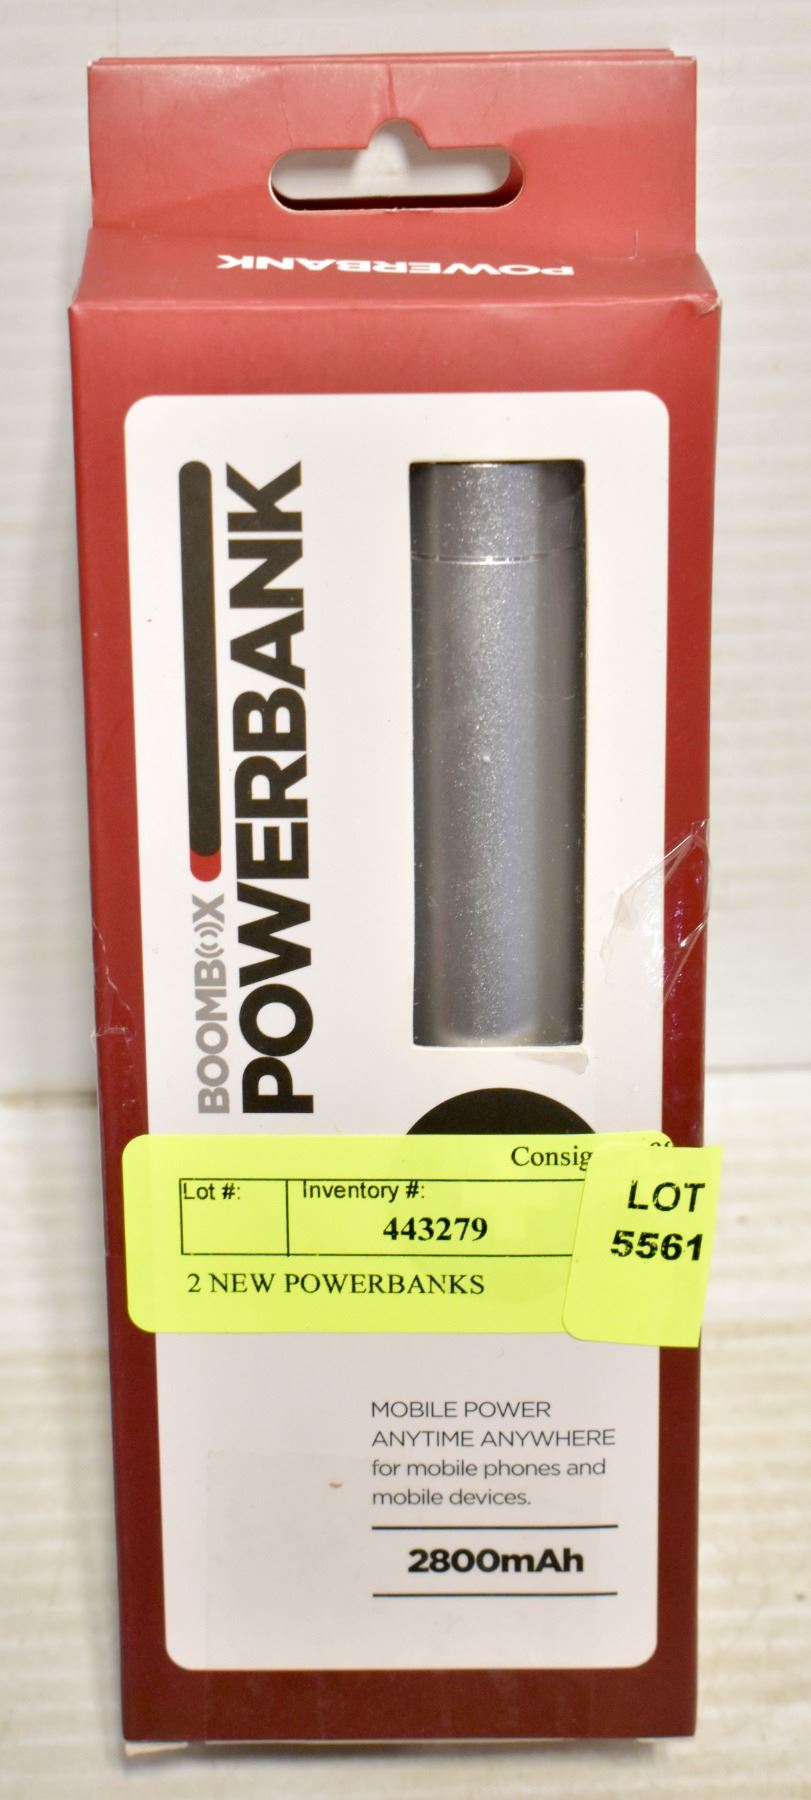 POWERBANK
BOOMBOX
POWERBANK
Lot #:
Inventory #:
443279
2 NEW POWERBANKS
LOT
5561
MOBILE POWER
ANYTIME ANYWHERE
for mobile phones and
mobile devices.
2800mAh